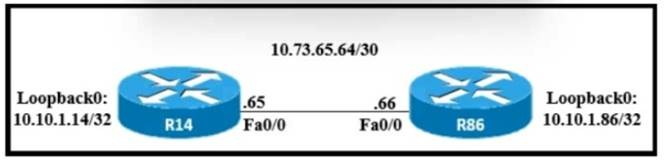 10.73.65.64/30
Loopback0:
10.10.1.14/32
R14
.65
Fa0/0
.66
Fa0/0
R86
Loopback0:
10.10.1.86/32